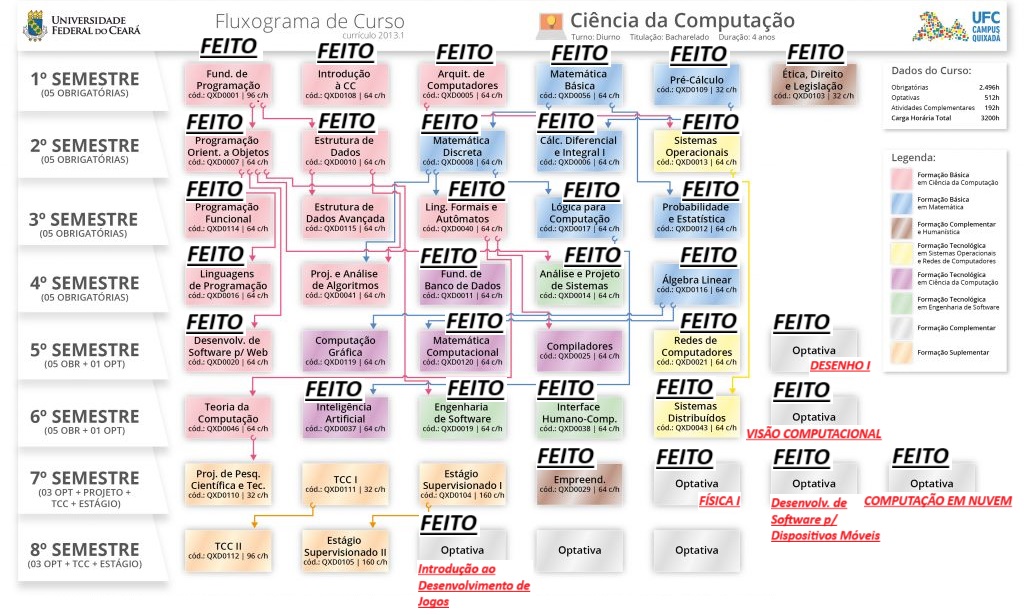 UNIVERSIDADE
FEDERAL DO CEARÁ
Fluxograma de Curso
currículo 2013.1
Ciência da Computação
Turno: Diurno Titulação: Bacharelado Duração: 4 anos
UFC
CAMPUS
QUIXADÁ
1º SEMESTRE
(05 OBRIGATÓRIAS)
FEITO
Fund. de
Programação
cód.: QXD0001 | 96 c/h
FEITO
Introdução
à CC
cód.: QXD0108 | 32 c/h
FEITO
Arquit. de
Computadores
cód.: QXD0005 | 64 c/h
FEITO
Matemática
Básica
cód.: QXD0056 | 64 c/h
FEITO
Pré-Cálculo
cód.: QXD0109 | 32 c/h
FEITO
Ética, Direito
e Legislação
cód.: QXD0103 | 32 c/h
Dados do Curso:
Obrigatórias 2.496h
Optativas 512h
Atividades Complementares 192h
Carga Horária Total 3200h
2º SEMESTRE
(05 OBRIGATÓRIAS)
FEITO
Programação
Orient. a Objetos
cód.: QXD0007 | 64 c/h
FEITO
Estrutura de
Dados
cód.: QXD0010 | 64 c/h
FEITO
Matemática
Discreta
cód.: QXD0008 | 64 c/h
FEITO
Cálc. Diferencial
e Integral I
cód.: QXD0006 | 64 c/h
FEITO
Sistemas
Operacionais
cód.: QXD0013 | 64 c/h
Legenda:
Formação Básica
em Ciência da Computação
Formação Básica
em Matemática
Formação Complementar
e Humanística
Formação Tecnológica
em Sistemas Operacionais
e Redes de Computadores
Formação Tecnológica
em Ciência da Computação
Formação Tecnológica
em Engenharia de Software
Formação Complementar
Formação Suplementar
3º SEMESTRE
(05 OBRIGATÓRIAS)
FEITO
Programação
Funcional
cód.: QXD0114 | 64 c/h
Estrutura de
Dados Avançada
cód.: QXD0115 | 64 c/h
FEITO
Ling. Formais e
Autômatos
cód.: QXD0040 | 64 c/h
FEITO
Lógica para
Computação
cód.: QXD0017 | 64 c/h
FEITO
Probabilidade
e Estatística
cód.: QXD0012 | 64 c/h
4º SEMESTRE
(05 OBRIGATÓRIAS)
FEITO
Linguagens
de Programação
cód.: QXD0016 | 64 c/h
Proj. e Análise
de Algoritmos
cód.: QXD0041 | 64 c/h
FEITO
Fund. de
Banco de Dados
cód.: QXD0011 | 64 c/h
FEITO
Análise e Projeto
de Sistemas
cód.: QXD0014 | 64 c/h
FEITO
Álgebra Linear
cód.: QXD0116 | 64 c/h
5º SEMESTRE
(05 OBR + 01 OPT)
FEITO
Desenvolv. de
Software p/ Web
cód.: QXD0020 | 64 c/h
Computação
Gráfica
cód.: QXD0119 | 64 c/h
FEITO
Matemática
Computacional
cód.: QXD0120 | 64 c/h
Compiladores
cód.: QXD0025 | 64 c/h
FEITO
Redes de
Computadores
cód.: QXD0021 | 64 c/h
FEITO
Optativa
DESENHO I
6º SEMESTRE
(05 OBR + 01 OPT)
Teoria da
Computação
cód.: QXD0046 | 64 c/h
FEITO
Inteligência
Artificial
cód.: QXD0037 | 64 c/h
FEITO
Engenharia
de Software
cód.: QXD0019 | 64 c/h
FEITO
Interface
Humano-Comp.
cód.: QXD0038 | 64 c/h
FEITO
Sistemas
Distribuídos
cód.: QXD0043 | 64 c/h
FEITO
Optativa
VISÃO COMPUTACIONAL
7º SEMESTRE
(03 OPT + PROJETO +
TCC + ESTÁGIO)
Proj. de Pesq.
Científica e Tec.
cód.: QXD0110 | 32 c/h
TCC I
cód.: QXD0111 | 32 c/h
Estágio
Supervisionado I
cód.: QXD0104 | 160 c/h
FEITO
Empreend.
cód.: QXD0029 | 64 c/h
FEITO
Optativa
FÍSICA I
FEITO
Optativa
Desenvolv. de
Software p/
Dispositivos Móveis
FEITO
Optativa
COMPUTAÇÃO EM NUVEM
8º SEMESTRE
(03 OPT + TCC + ESTÁGIO)
TCC II
cód.: QXD0112 | 96 c/h
Estágio
Supervisionado II
cód.: QXD0105 | 160 c/h
FEITO
Optativa
Introdução ao
Desenvolvimento de
Jogos
Optativa
Optativa